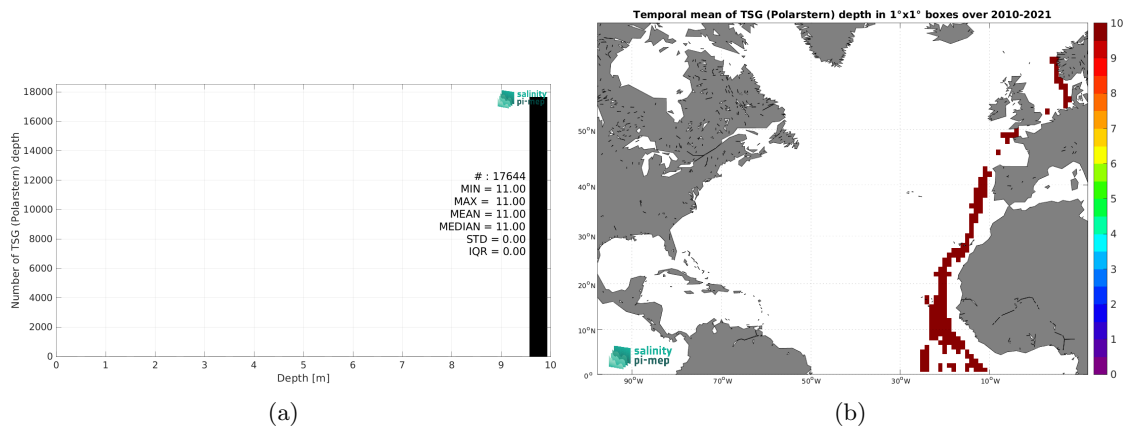 Temporal mean of TSG (Polarstern) depth in 1°x1° boxes over 2010-2021
Number of TSG (Polarstern) depth
18000
16000
14000
12000
10000
8000
6000
4000
2000
0
salinity
pi-mep
# : 17644
MIN = 11.00
MAX = 11.00
MEAN = 11.00
MEDIAN = 11.00
STD = 0.00
IQR = 0.00
0 1 2 3 4 5 6 7 8 9 10
Depth [m]
(a)
50°N
40°N
30°N
20°N
10°N
0°
90°W 70°W 50°W 30°W 10°W
salinity
pi-mep
10
9
8
7
6
5
4
3
2
1
0
(b)